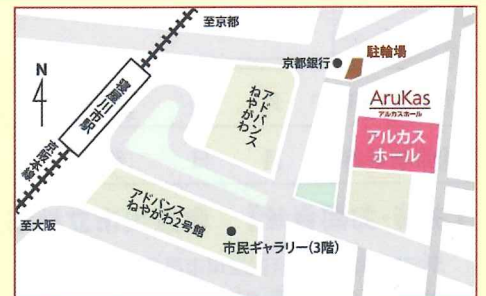 至京都
N
寝屋川市駅
京阪本線
至大阪
京都銀行
駐輪場
AruKas
アルカスホール
アルカス
ホール
アドバンス
ねやがわ
アドバンス
ねやがわ2号館
市民ギャラリー(3階)